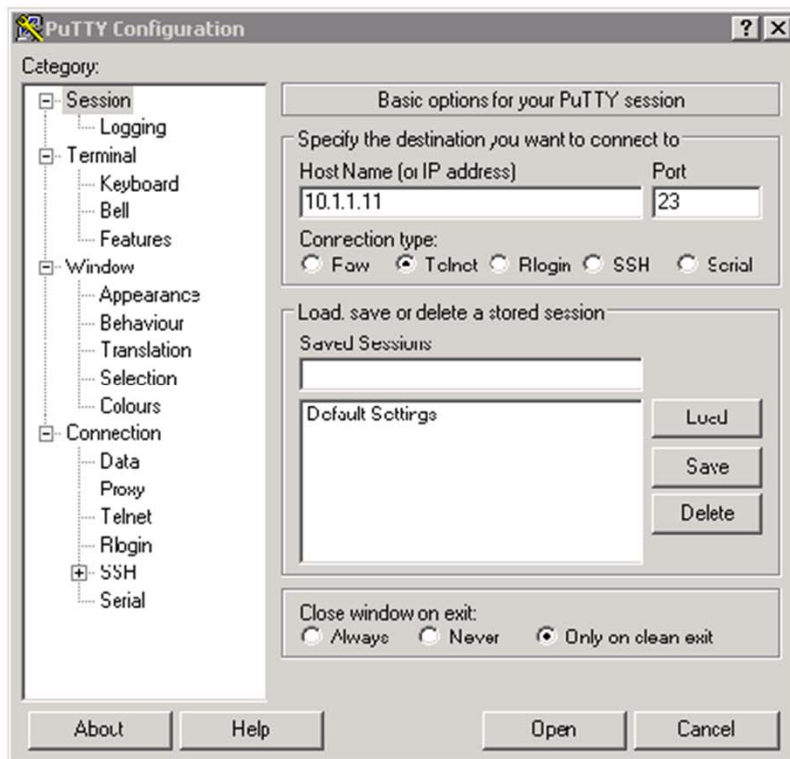 PuTTY Configuration
? X
Category:
Session
Logging
Terminal
Keyboard
Bell
Features
Window
Appearance
Behaviour
Translation
Selection
Colours
Connection
Data
Proxy
Telnet
Rlogin
SSH
Serial
Basic options for your PuTTY session
Specify the destination you want to connect to
Host Name (or IP address) Port
10.1.1.11 23
Connection type:
Raw Telnet Rlogin SSH Serial
Load, save or delete a stored session
Saved Sessions
Default Settings
Load
Save
Delete
Close window on exit:
Always Never Only on clean exit
About Help Open Cancel